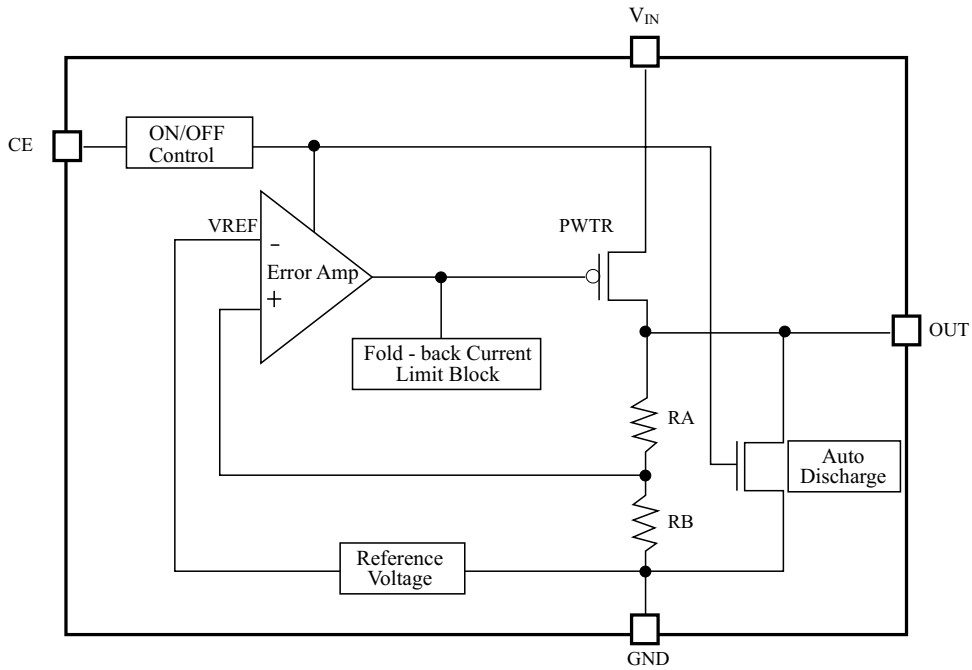 VIN
CE
ON/OFF
Control
VREF
PWTR
-
Error Amp
+
OUT
Fold - back Current
Limit Block
RA
Auto
Discharge
RB
Reference
Voltage
GND